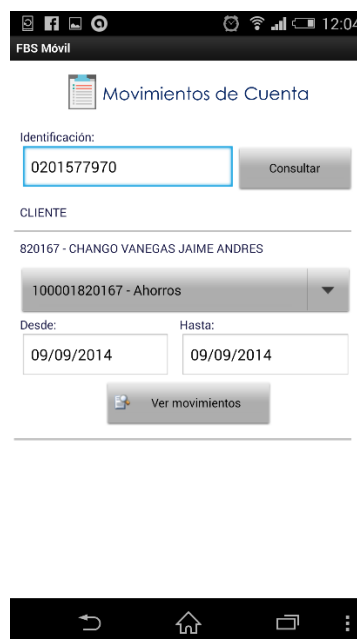 12:04
FBS Móvil
Movimientos de Cuenta
Identificación:
0201577970 Consultar
CLIENTE
820167 - CHANGO VANEGAS JAIME ANDRES
100001820167 - Ahorros
Desde: Hasta:
09/09/2014 09/09/2014
Ver movimientos